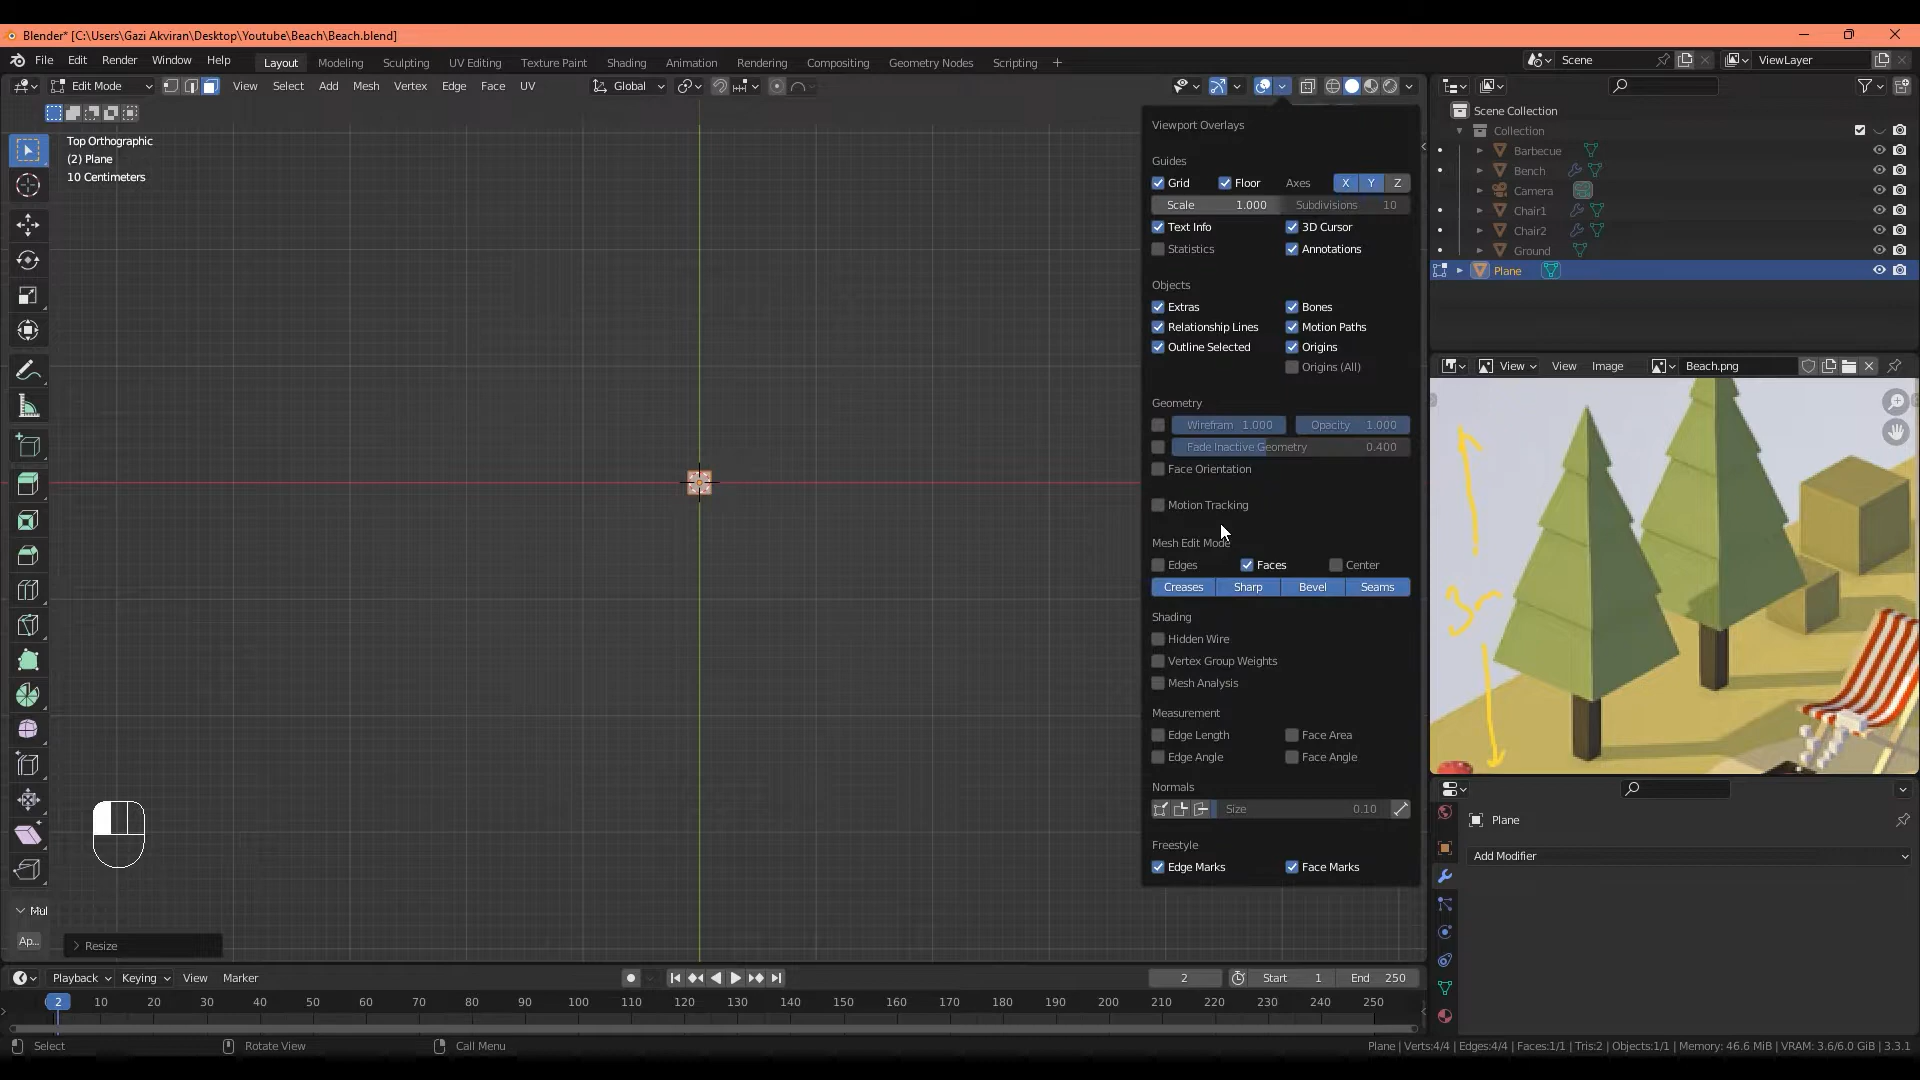 Blender* [C:\Users\Gazi Akviran\Desktop\Youtube\Beach\Beach.blend]
File Edit Render Window Help Layout Modeling Sculpting UV Editing Texture Paint Shading Animation Rendering Compositing Geometry Nodes Scripting + Scene ViewLayer
Edit Mode View Select Add Mesh Vertex Edge Face UV Global
Top Orthographic
(2) Plane
10 Centimeters
Viewport Overlays
Guides
Grid Floor Axes X Y Z
Scale 1.000 Subdivisions 10
Text Info 3D Cursor
Statistics Annotations
Objects
Extras Bones
Relationship Lines Motion Paths
Outline Selected Origins
Origins (All)
Geometry
Wirefram 1.000 Opacity 1.000
Fade Inactive Geometry 0.400
Face Orientation
Motion Tracking
Mesh Edit Mode
Edges Faces Center
Creases Sharp Bevel Seams
Shading
Hidden Wire
Vertex Group Weights
Mesh Analysis
Measurement
Edge Length Face Area
Edge Angle Face Angle
Normals
Size 0.10
Freestyle
Edge Marks Face Marks
Scene Collection
Collection
Barbecue
Bench
Camera
Chair1
Chair2
Ground
Plane
View View Image Beach.png
3m
Plane
Add Modifier
Mul
Ap...
Resize
Playback Keying View Marker 2 Start 1 End 250
2 10 20 30 40 50 60 70 80 90 100 110 120 130 140 150 160 170 180 190 200 210 220 230 240 250
Select Rotate View Call Menu Plane | Verts:4/4 | Edges:4/4 | Faces:1/1 | Tris:2 | Objects:1/1 | Memory: 46.6 MiB | VRAM: 3.6/6.0 GiB | 3.3.1